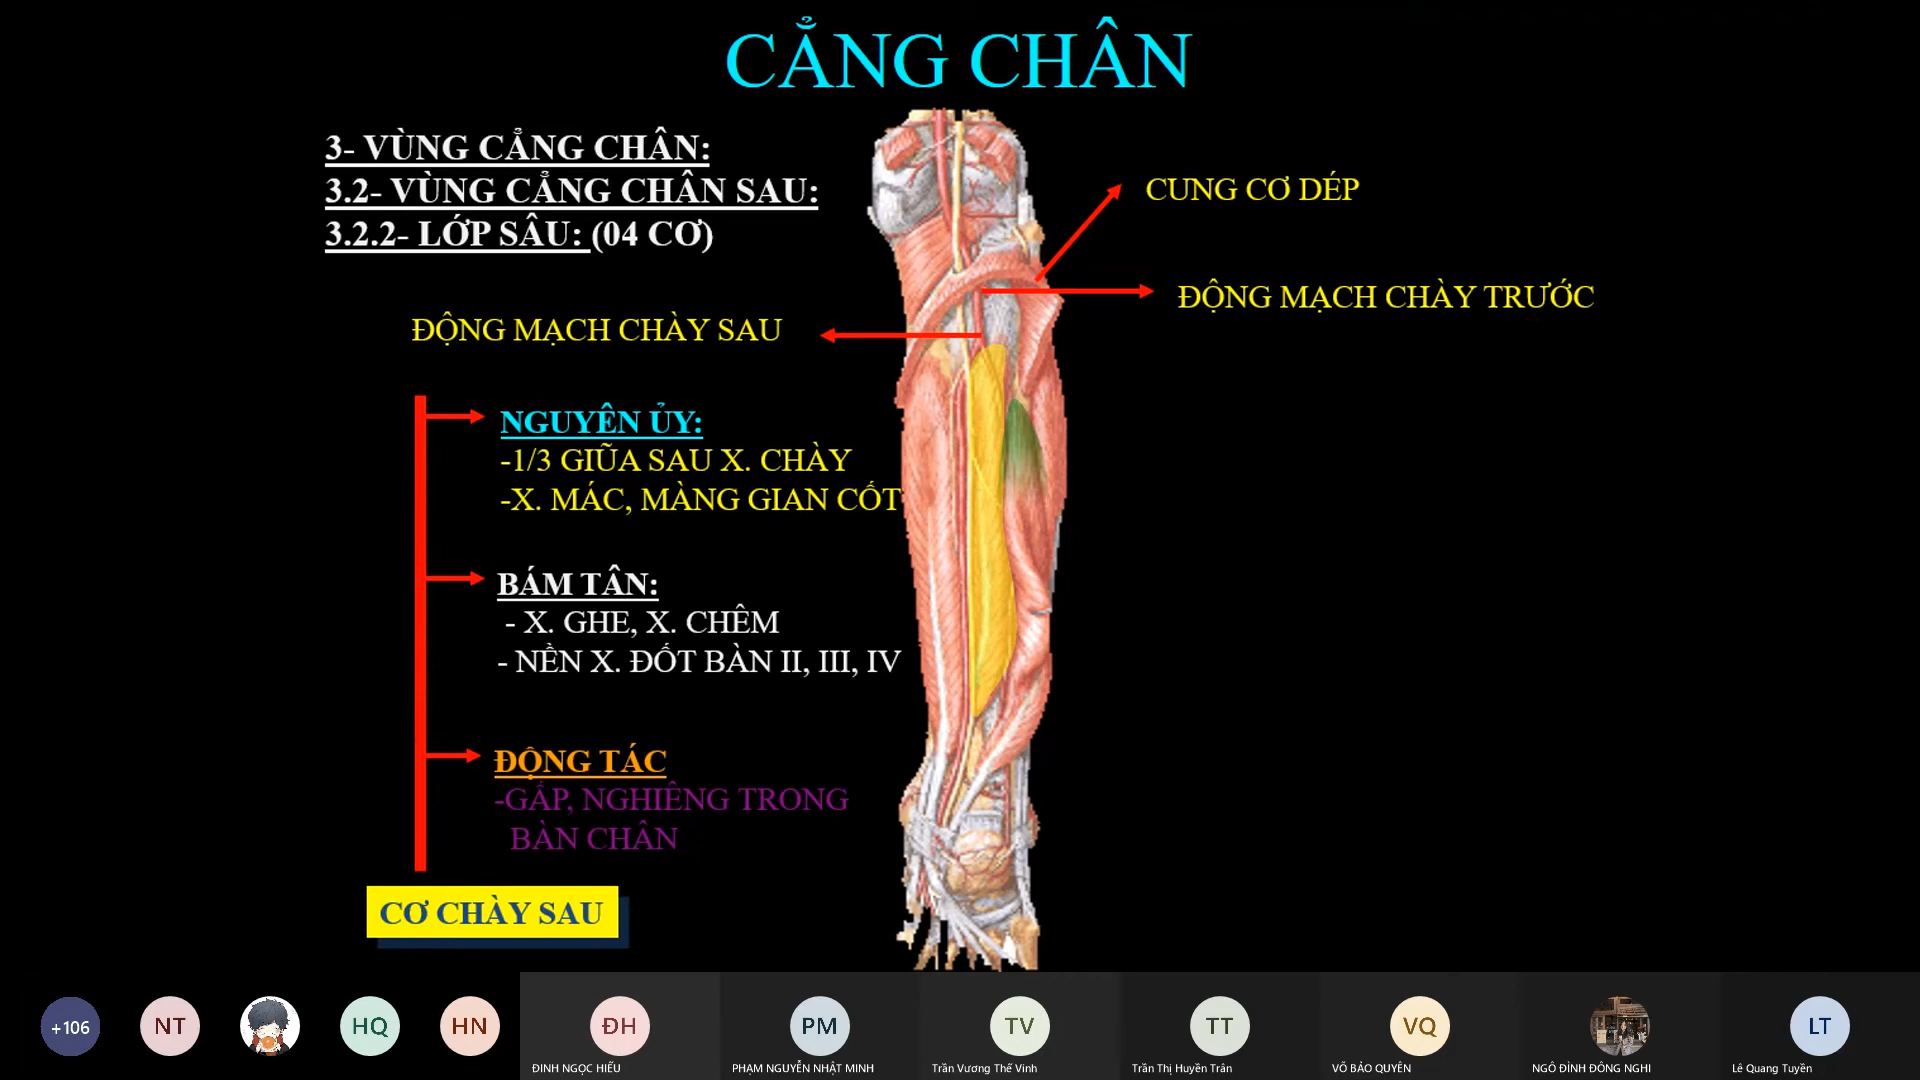 CẲNG CHÂN
3- VÙNG CẲNG CHÂN:
3.2- VÙNG CẲNG CHÂN SAU:
3.2.2- LỚP SÂU: (04 CƠ)
CUNG CƠ DÉP
ĐỘNG MẠCH CHÀY TRƯỚC
ĐỘNG MẠCH CHÀY SAU
NGUYÊN ỦY:
-1/3 GIŨA SAU X. CHÀY
-X. MÁC, MÀNG GIAN CỐT
BÁM TÂN:
- X. GHE, X. CHÊM
- NỀN X. ĐỐT BÀN II, III, IV
ĐỘNG TÁC
-GẤP, NGHIÊNG TRONG
BÀN CHÂN
CƠ CHÀY SAU
+106 NT HQ HN ĐH PM TV TT VQ LT
ĐINH NGỌC HIẾU PHẠM NGUYỄN NHẬT MINH Trần Vương Thế Vinh Trần Thị Huyền Trân VÕ BẢO QUYÊN NGÔ ĐÌNH ĐÔNG NGHI Lê Quang Tuyền